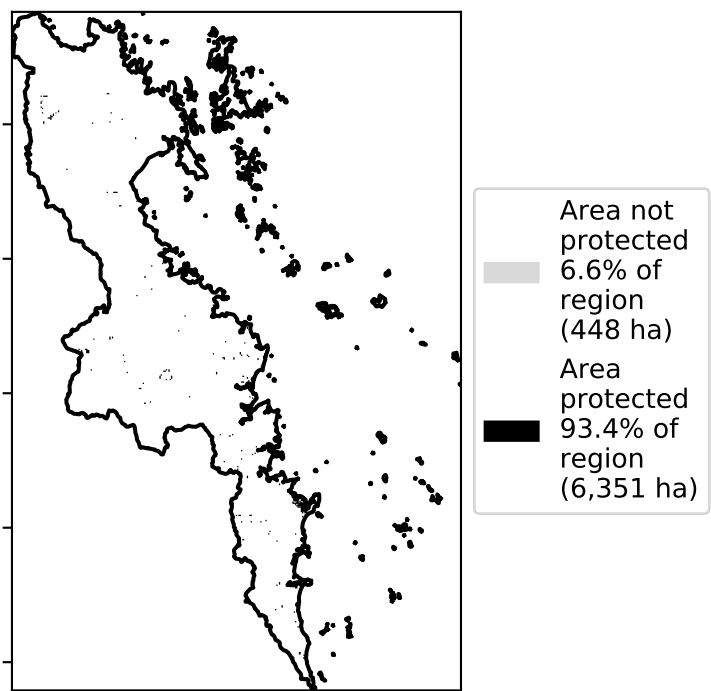 Area not
protected
6.6% of
region
(448 ha)
Area
protected
93.4% of
region
(6,351 ha)